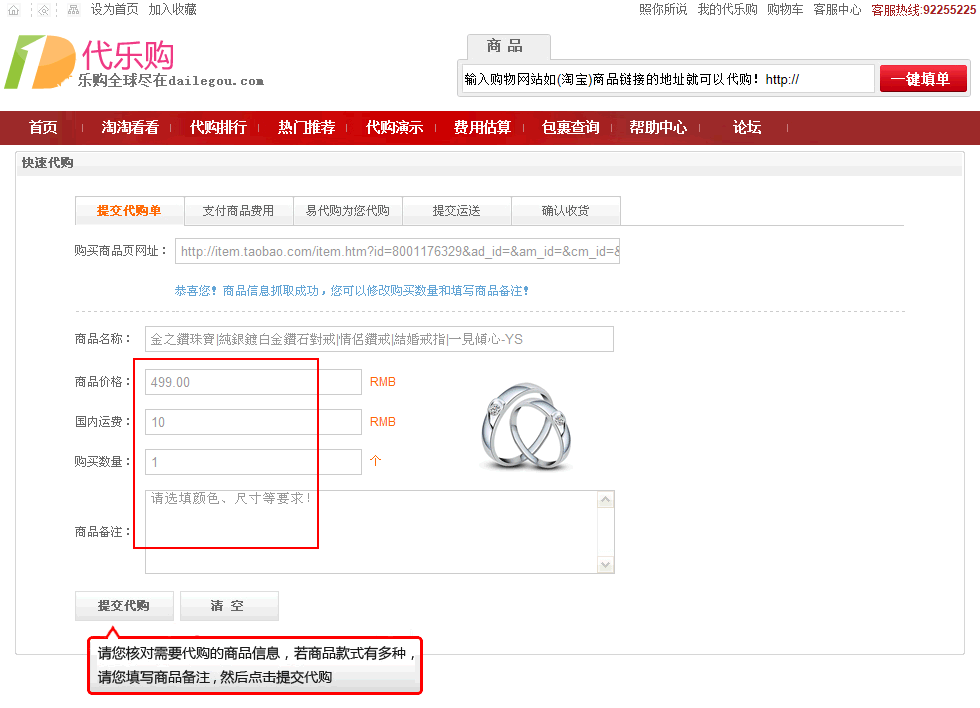 设为首页 加入收藏 照你所说 我的代乐购 购物车 客服中心 客服热线:92255225
代乐购
乐购全球尽在dailegou.com
商 品
输入购物网站如(淘宝)商品链接的地址就可以代购! http://
一键填单
首页 淘淘看看 代购排行 热门推荐 代购演示 费用估算 包裹查询 帮助中心 论坛
快速代购
提交代购单 支付商品费用 易代购为您代购 提交运送 确认收货
购买商品页网址： http://item.taobao.com/item.htm?id=8001176329&ad_id=&am_id=&cm_id=&
恭喜您！商品信息抓取成功，您可以修改购买数量和填写商品备注！
商品名称： 金之鑽珠寶|純銀鍍白金鑽石對戒|情侶鑽戒|結婚戒指|一見傾心-YS
商品价格： 499.00 RMB
国内运费： 10 RMB
购买数量： 1 个
请选填颜色、尺寸等要求！
商品备注：
提交代购 清 空
请您核对需要代购的商品信息，若商品款式有多种，
请您填写商品备注，然后点击提交代购